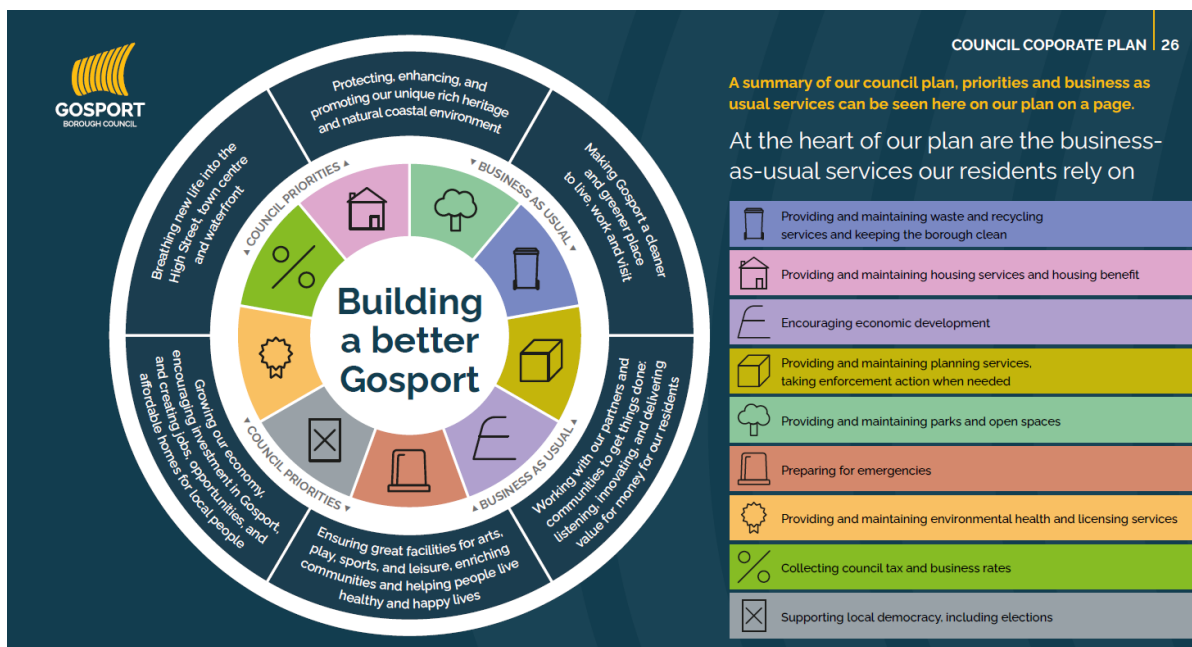 GOSPORT
BOROUGH COUNCIL
COUNCIL COPORATE PLAN 26
A summary of our council plan, priorities and business as
usual services can be seen here on our plan on a page.
At the heart of our plan are the business-
as-usual services our residents rely on
Providing and maintaining waste and recycling
services and keeping the borough clean
Providing and maintaining housing services and housing benefit
Encouraging economic development
Providing and maintaining planning services,
taking enforcement action when needed
Providing and maintaining parks and open spaces
Preparing for emergencies
Providing and maintaining environmental health and licensing services
Collecting council tax and business rates
Supporting local democracy, including elections
Protecting, enhancing, and
promoting our unique rich heritage
and natural coastal environment
Making Gosport a cleaner
and greener place
to live, work and visit
Working with our partners and
communities to get things done:
listening, innovating, and delivering
value for money for our residents
Ensuring great facilities for arts,
play, sports, and leisure, enriching
communities and helping people live
healthy and happy lives
Growing our economy,
encouraging investment in Gosport,
and creating jobs, opportunities, and
affordable homes for local people
Breathing new life into the
High Street, town centre
and waterfront
▲ COUNCIL PRIORITIES ▲
▼ BUSINESS AS USUAL ▼
▼ COUNCIL PRIORITIES ▼
▲ BUSINESS AS USUAL ▲
Building
a better
Gosport